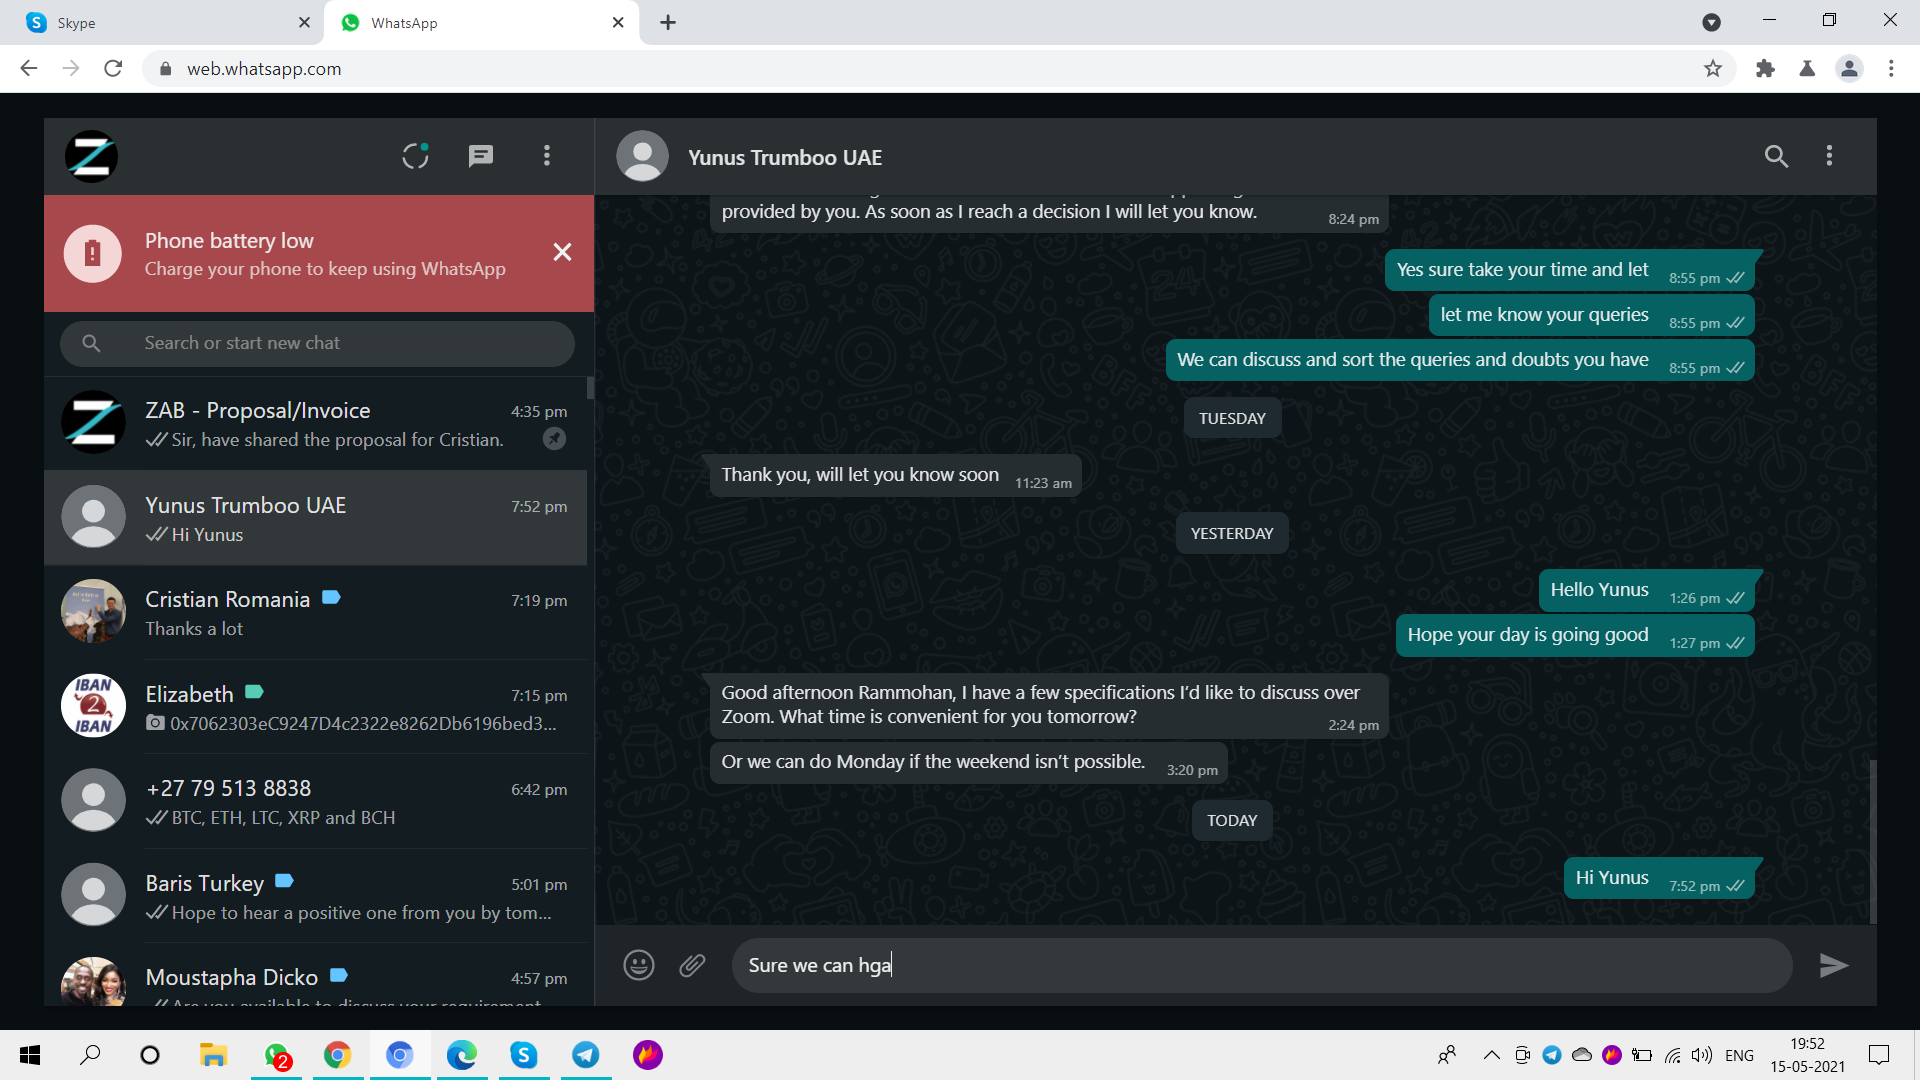 Skype
WhatsApp
web.whatsapp.com
Phone battery low
Charge your phone to keep using WhatsApp
Search or start new chat
ZAB - Proposal/Invoice
4:35 pm
Sir, have shared the proposal for Cristian.
Yunus Trumboo UAE
7:52 pm
Hi Yunus
Cristian Romania
7:19 pm
Thanks a lot
IBAN
2
IBAN
Elizabeth
7:15 pm
0x7062303eC9247D4c2322e8262Db6196bed3...
+27 79 513 8838
6:42 pm
BTC, ETH, LTC, XRP and BCH
Baris Turkey
5:01 pm
Hope to hear a positive one from you by tom...
Moustapha Dicko
4:57 pm
Are you available to discuss your requirement
Yunus Trumboo UAE
provided by you. As soon as I reach a decision I will let you know.
8:24 pm
Yes sure take your time and let
8:55 pm
let me know your queries
8:55 pm
We can discuss and sort the queries and doubts you have
8:55 pm
TUESDAY
Thank you, will let you know soon
11:23 am
YESTERDAY
Hello Yunus
1:26 pm
Hope your day is going good
1:27 pm
Good afternoon Rammohan, I have a few specifications I'd like to discuss over
Zoom. What time is convenient for you tomorrow?
2:24 pm
Or we can do Monday if the weekend isn't possible.
3:20 pm
TODAY
Hi Yunus
7:52 pm
Sure we can hga
2
ENG
19:52
15-05-2021